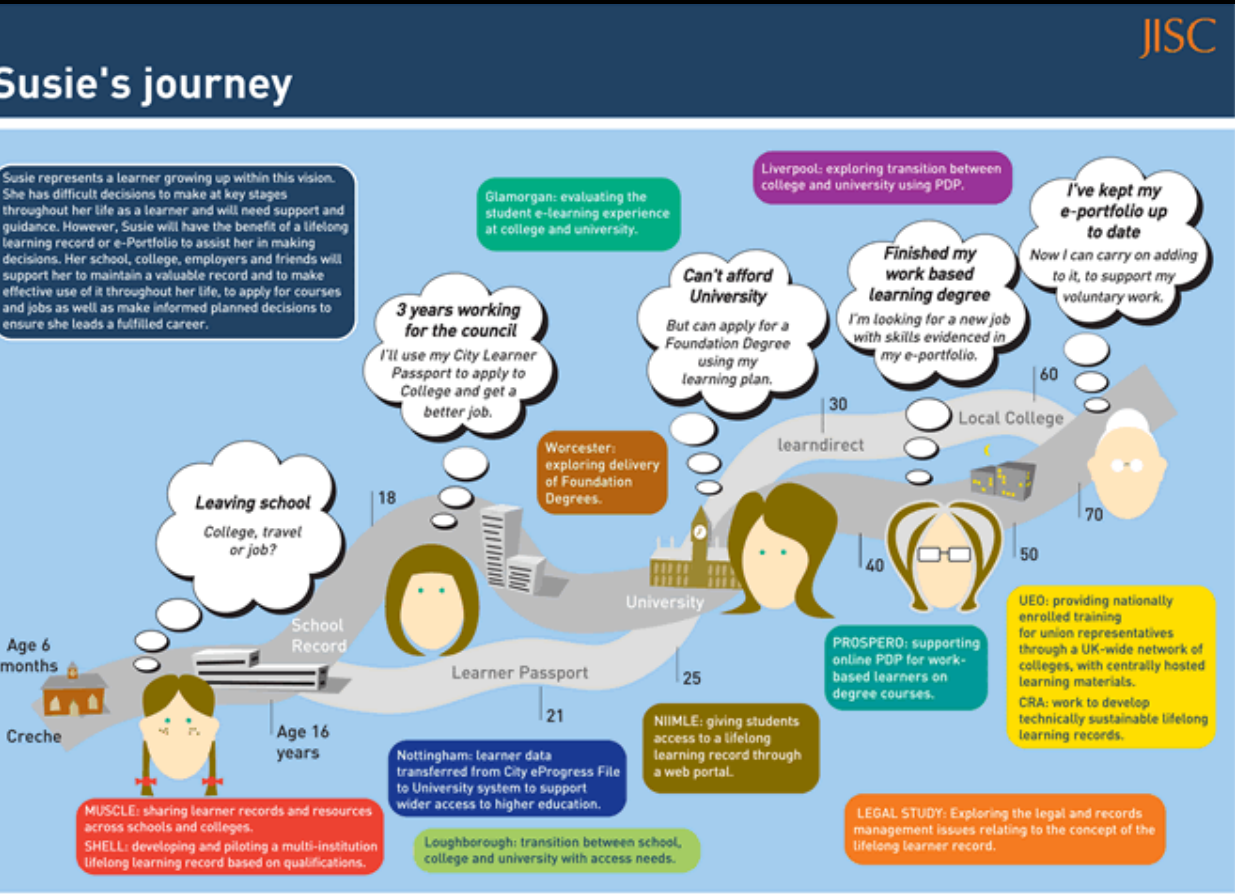 JISC
Susie's journey
Susie represents a learner growing up within this vision.
She has difficult decisions to make at key stages
throughout her life as a learner and will need support and
guidance. However, Susie will have the benefit of a lifelong
learning record or e-Portfolio to assist her in making
decisions. Her school, college, employers and friends will
support her to maintain a valuable record and to make
effective use of it throughout her life, to apply for courses
and jobs as well as make informed planned decisions to
ensure she leads a fulfilled career.
Glamorgan: evaluating the
student e-learning experience
at college and university.
Liverpool: exploring transition between
college and university using PDP.
I've kept my
e-portfolio up
to date
Now I can carry on adding
to it, to support my
voluntary work.
Finished my
work based
learning degree
I'm looking for a new job
with skills evidenced in
my e-portfolio.
Can't afford
University
But can apply for a
Foundation Degree
using my
learning plan.
3 years working
for the council
I'll use my City Learner
Passport to apply to
College and get a
better job.
Leaving school
College, travel
or job?
Worcester:
exploring delivery
of Foundation
Degrees.
60
30
Local College
learndirect
18
70
50
40
University
School
Record
Age 6
months
Learner Passport
25
21
Creche
Age 16
years
UEO: providing nationally
enrolled training
for union representatives
through a UK-wide network of
colleges, with centrally hosted
learning materials.
CRA: work to develop
technically sustainable lifelong
learning records.
PROSPERO: supporting
online PDP for work-
based learners on
degree courses.
NIIMLE: giving students
access to a lifelong
learning record through
a web portal.
Nottingham: learner data
transferred from City eProgress File
to University system to support
wider access to higher education.
MUSCLE: sharing learner records and resources
across schools and colleges.
SHELL: developing and piloting a multi-institution
lifelong learning record based on qualifications.
Loughborough: transition between school,
college and university with access needs.
LEGAL STUDY: Exploring the legal and records
management issues relating to the concept of the
lifelong learner record.